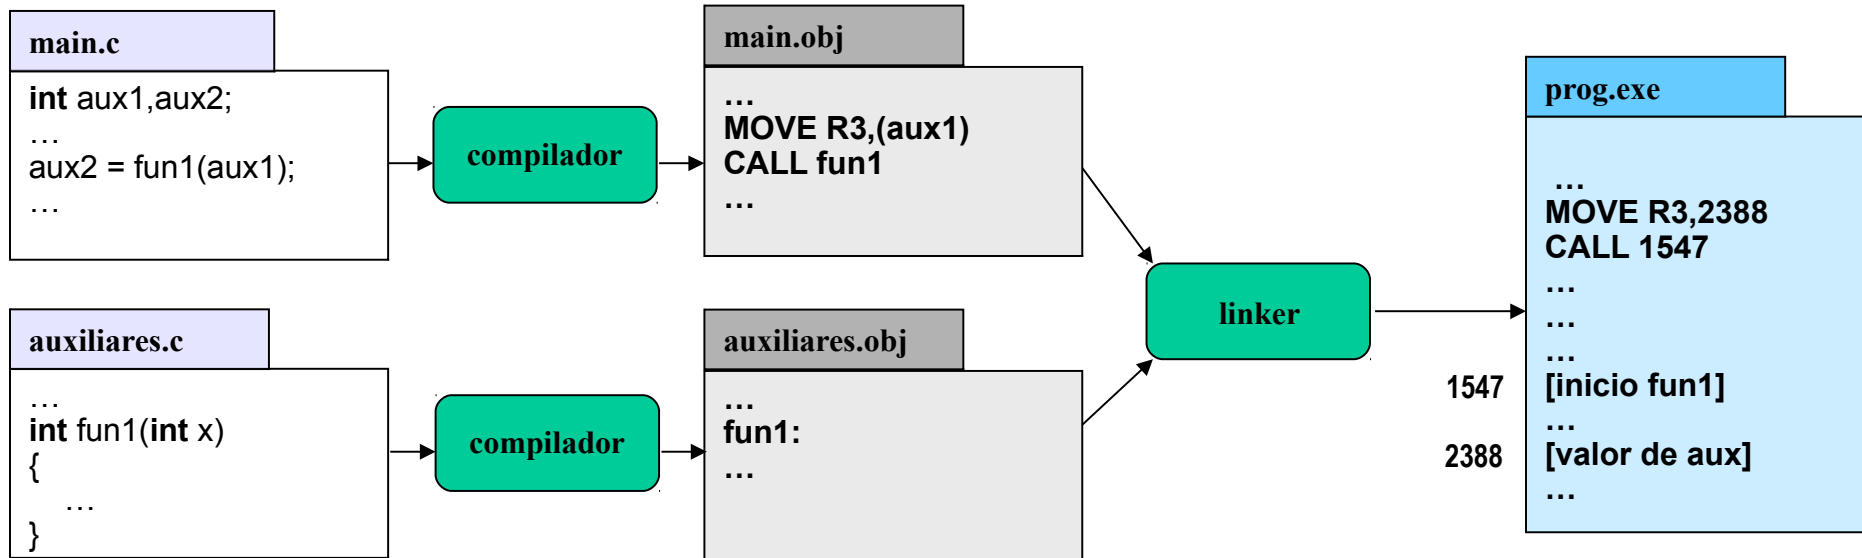 main.c
int aux1,aux2;
…
aux2 = fun1(aux1);
…
compilador
main.obj
…
MOVE R3,(aux1)
CALL fun1
…
auxiliares.c
…
int fun1(int x)
{
…
}
compilador
auxiliares.obj
…
fun1:
…
linker
prog.exe
…
MOVE R3,2388
CALL 1547
…
…
…
1547 [inicio fun1]
…
2388 [valor de aux]
…